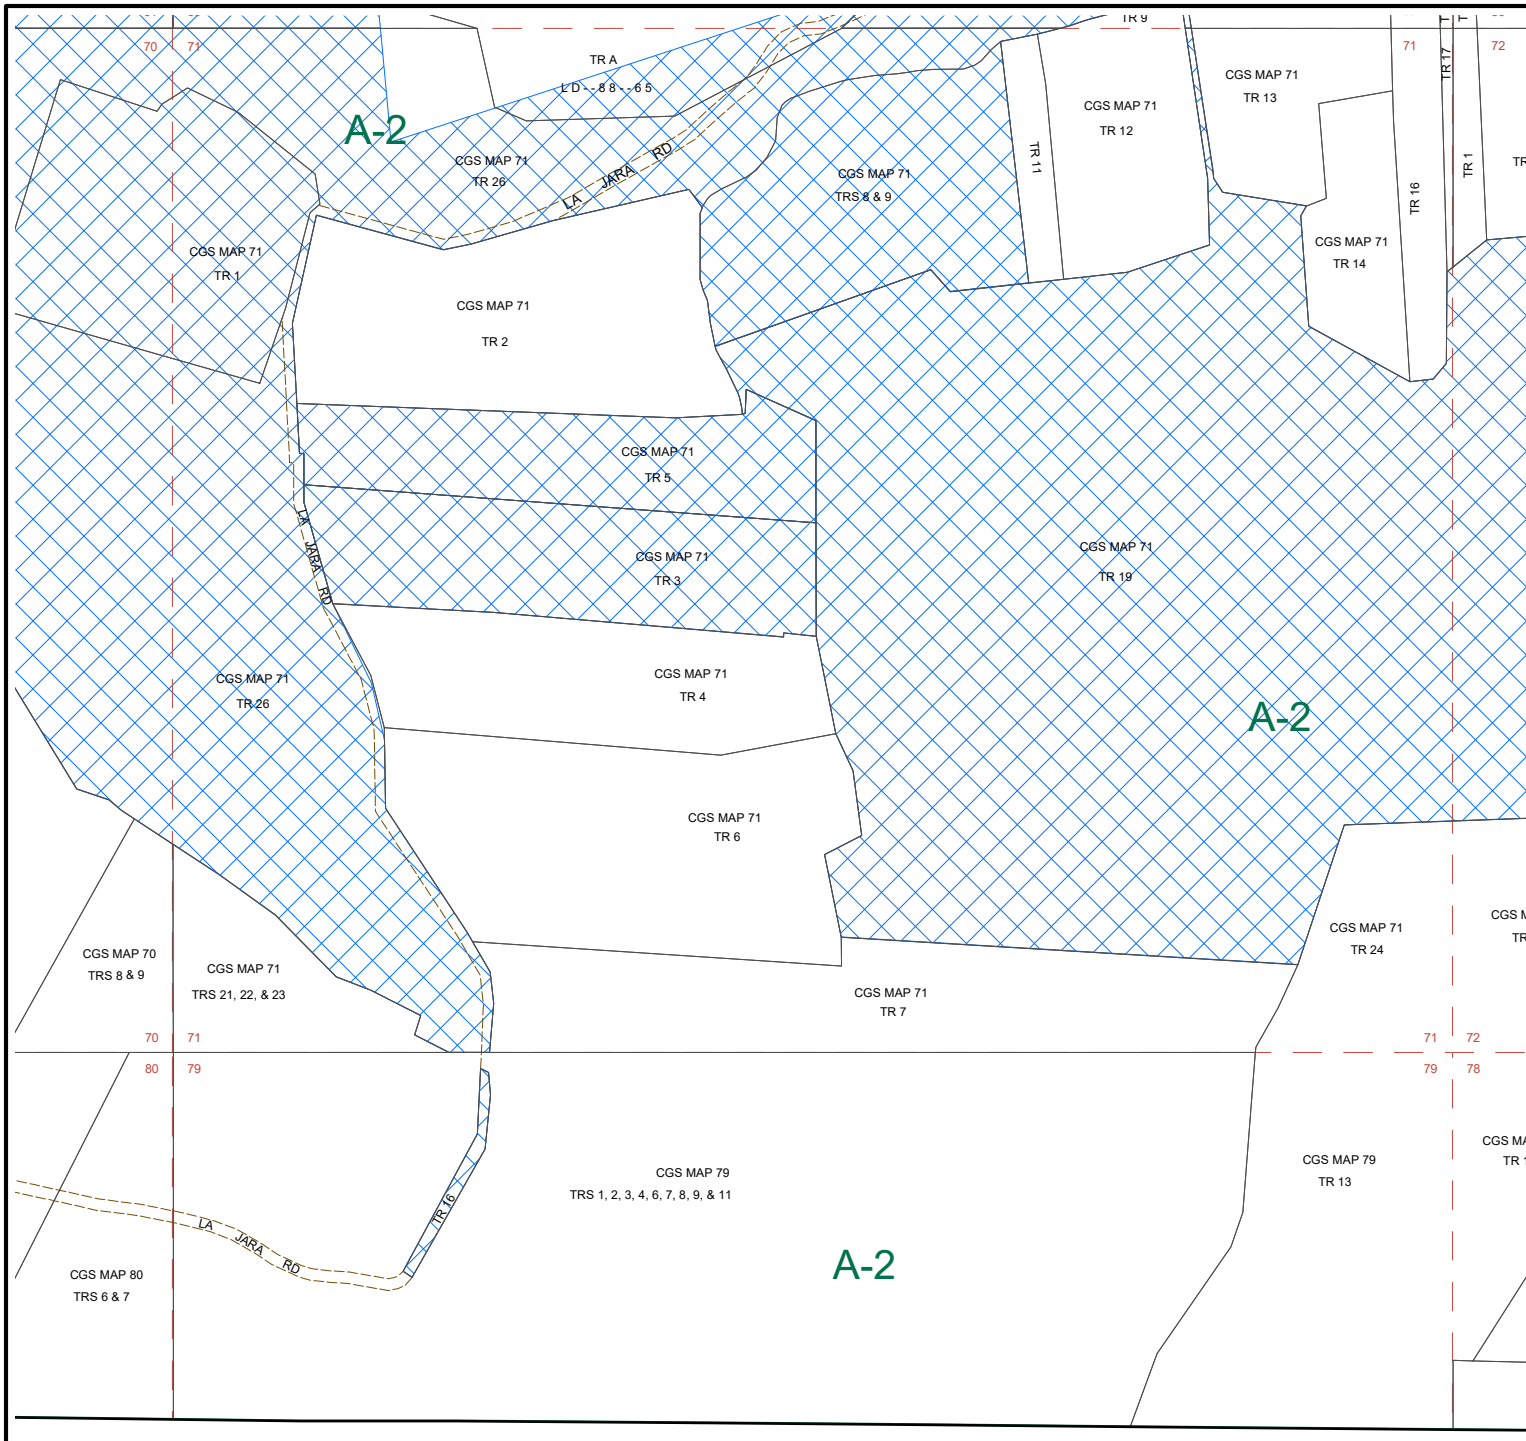 70
71
TR A
L D - - 8 8 - - 6 5
TR 9
71
72
TR 17
CGS MAP 71
TR 13
CGS MAP 71
TR 12
TR 11
A-2
CGS MAP 71
TR 26
LA JARA RD
CGS MAP 71
TRS 8 & 9
TR 16
TR 1
TR
CGS MAP 71
TR 1
CGS MAP 71
TR 14
CGS MAP 71
TR 2
CGS MAP 71
TR 5
CGS MAP 71
TR 3
LA JARA RD
CGS MAP 71
TR 19
CGS MAP 71
TR 26
CGS MAP 71
TR 4
A-2
CGS MAP 71
TR 6
CGS MAP 70
TRS 8 & 9
CGS MAP 71
TRS 21, 22, & 23
CGS MAP 71
TR 7
CGS MAP 71
TR 24
CGS M
TR
70
71
80
79
71
72
79
78
CGS MAP 79
TRS 1, 2, 3, 4, 6, 7, 8, 9, & 11
TR 16
CGS MAP 79
TR 13
CGS MA
TR 1
LA JARA RD
A-2
CGS MAP 80
TRS 6 & 7